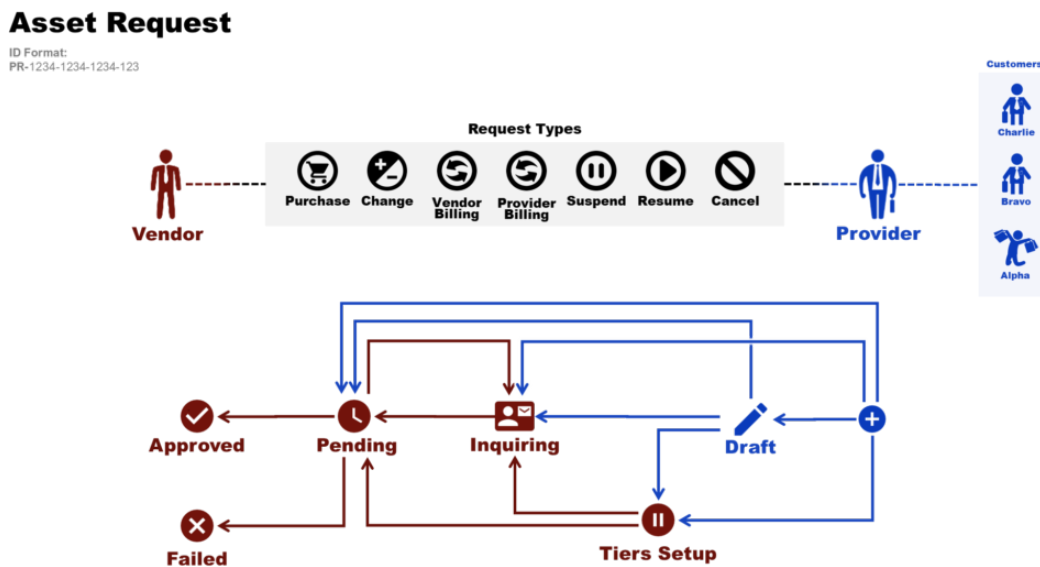 Asset Request
ID Format:
PR-1234-1234-1234-123
Customers
Charlie
Bravo
Alpha
Request Types
Purchase
Change
Vendor
Billing
Provider
Billing
Suspend
Resume
Cancel
Vendor
Provider
Approved
Pending
Inquiring
Draft
Failed
Tiers Setup